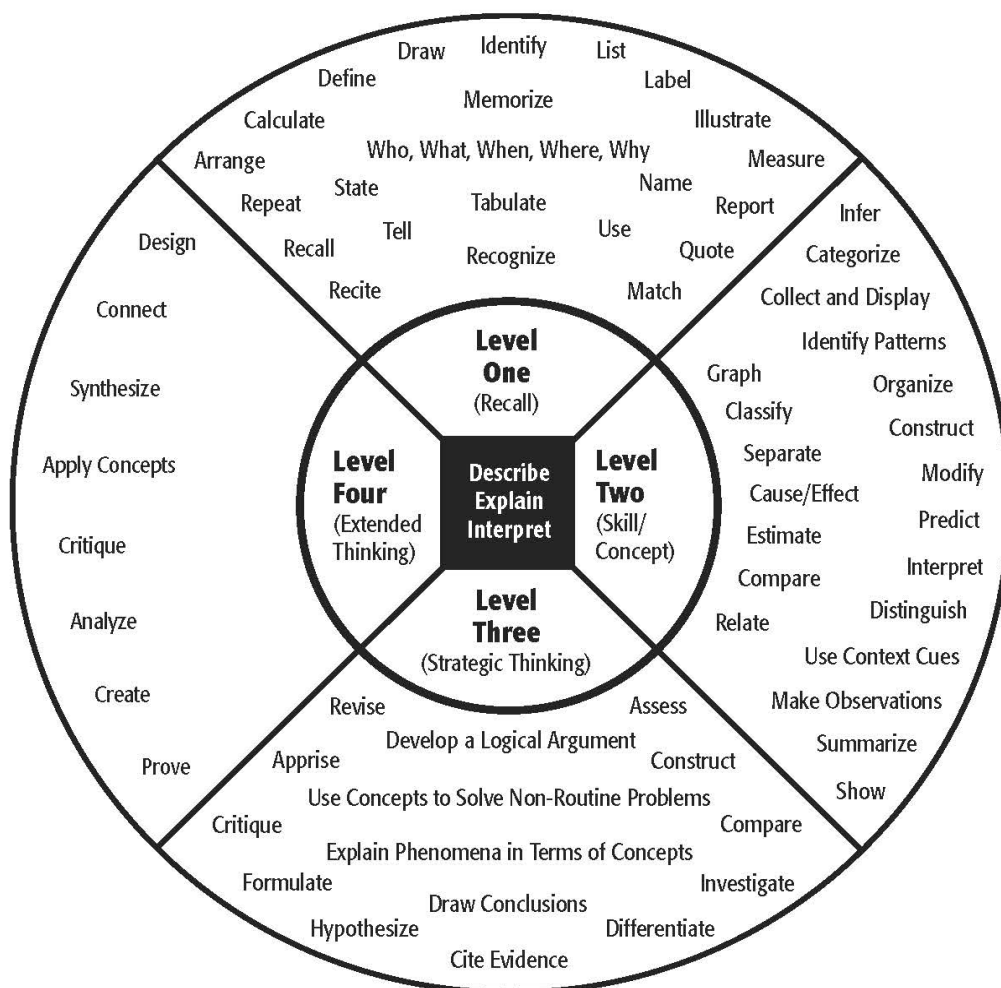 Draw
Identify
List
Define
Label
Memorize
Calculate
Illustrate
Who, What, When, Where, Why
Arrange
Measure
State
Name
Repeat
Tabulate
Report
Tell
Use
Recall
Recognize
Quote
Recite
Match
Level
One
(Recall)
Infer
Categorize
Collect and Display
Identify Patterns
Graph
Organize
Classify
Construct
Separate
Modify
Cause/Effect
Predict
Estimate
Interpret
Compare
Distinguish
Relate
Use Context Cues
Make Observations
Summarize
Show
Level
Two
(Skill/
Concept)
Describe
Explain
Interpret
Level
Three
(Strategic Thinking)
Revise
Assess
Develop a Logical Argument
Apprise
Construct
Use Concepts to Solve Non-Routine Problems
Critique
Compare
Explain Phenomena in Terms of Concepts
Formulate
Investigate
Draw Conclusions
Hypothesize
Differentiate
Cite Evidence
Level
Four
(Extended
Thinking)
Design
Connect
Synthesize
Apply Concepts
Critique
Analyze
Create
Prove